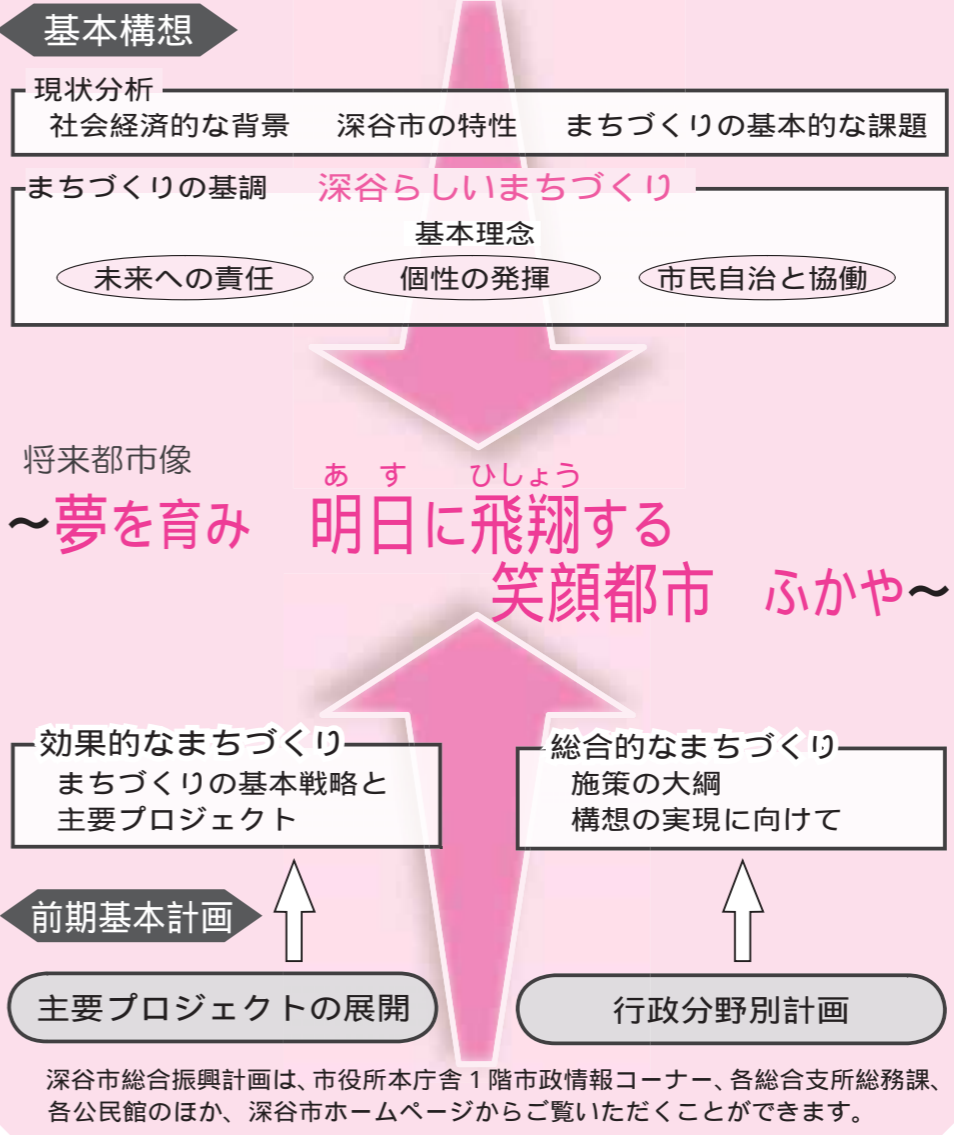 基本構想
現状分析
社会経済的な背景　深谷市の特性　まちづくりの基本的な課題
まちづくりの基調　深谷らしいまちづくり
基本理念
未来への責任　個性の発揮　市民自治と協働
将来都市像
あす　ひしょう
～夢を育み　明日に飛翔する
笑顔都市　ふかや～
効果的なまちづくり
まちづくりの基本戦略と
主要プロジェクト
総合的なまちづくり
施策の大綱
構想の実現に向けて
前期基本計画
主要プロジェクトの展開
行政分野別計画
深谷市総合振興計画は、市役所本庁舎1階市政情報コーナー、各総合支所総務課、
各公民館のほか、深谷市ホームページからご覧いただくことができます。